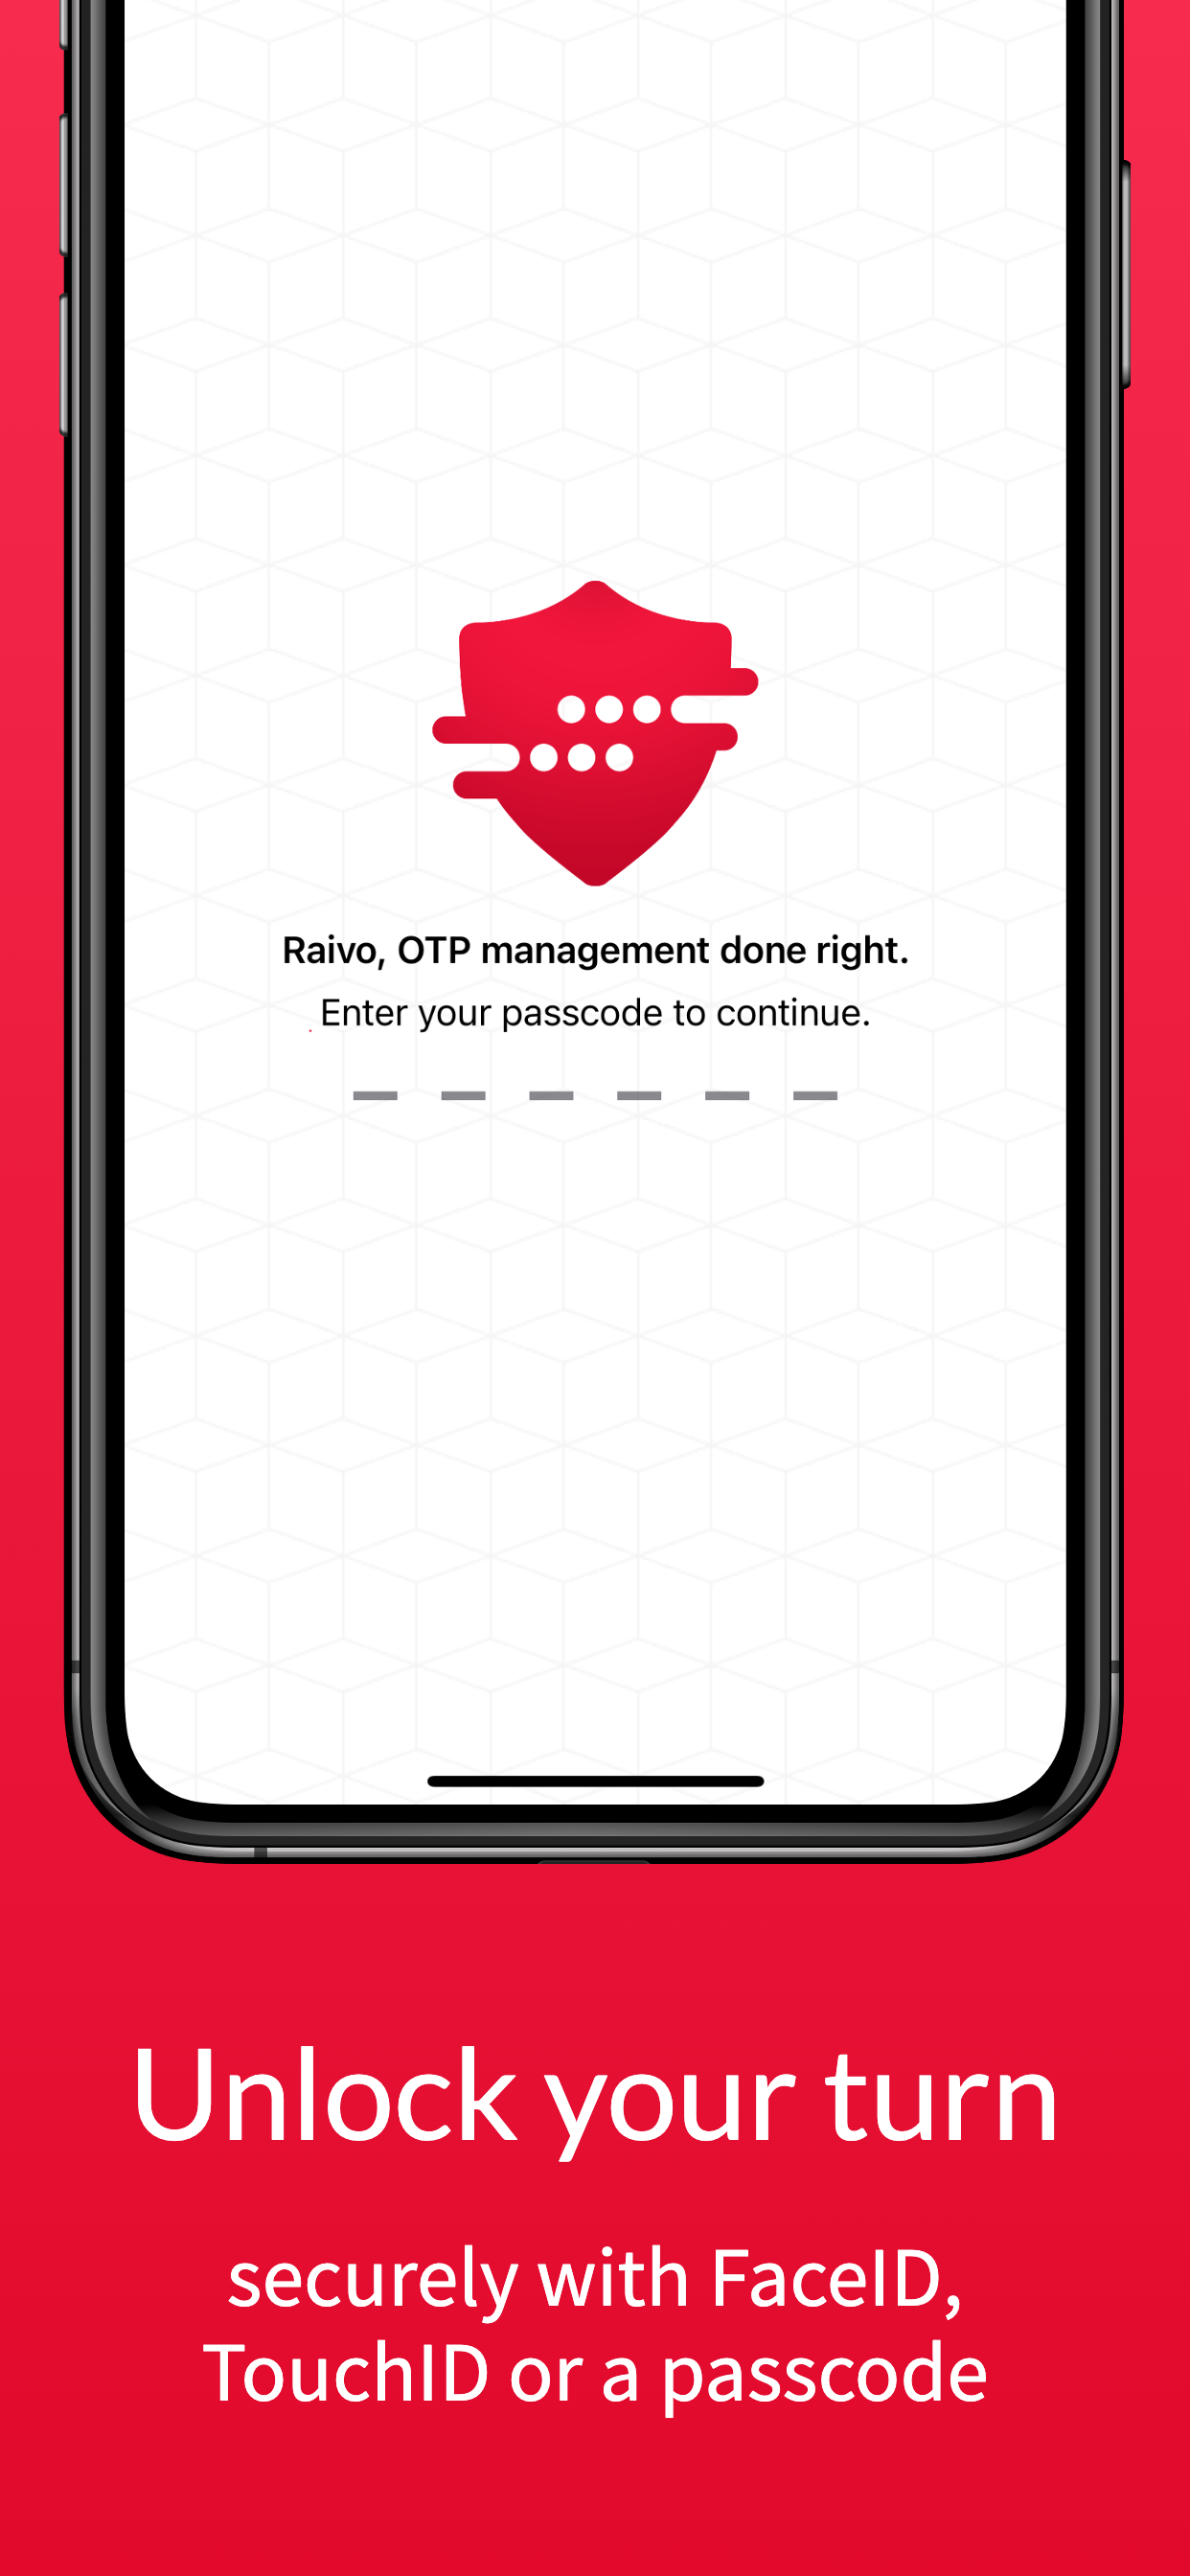 Raivo, OTP management done right.
Enter your passcode to continue.
Unlock your turn
securely with FaceID,
TouchID or a passcode